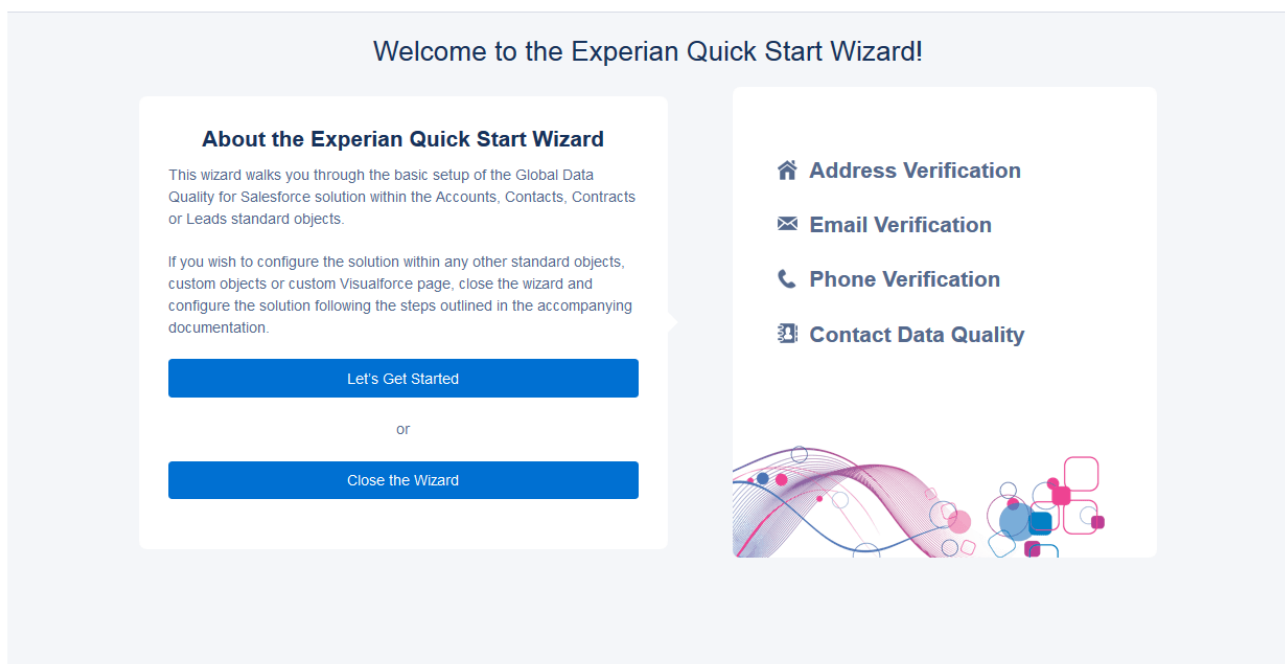 Welcome to the Experian Quick Start Wizard!
About the Experian Quick Start Wizard
This wizard walks you through the basic setup of the Global Data
Quality for Salesforce solution within the Accounts, Contacts, Contracts
or Leads standard objects.
If you wish to configure the solution within any other standard objects,
custom objects or custom Visualforce page, close the wizard and
configure the solution following the steps outlined in the accompanying
documentation.
Let's Get Started
or
Close the Wizard
Address Verification
Email Verification
Phone Verification
Contact Data Quality